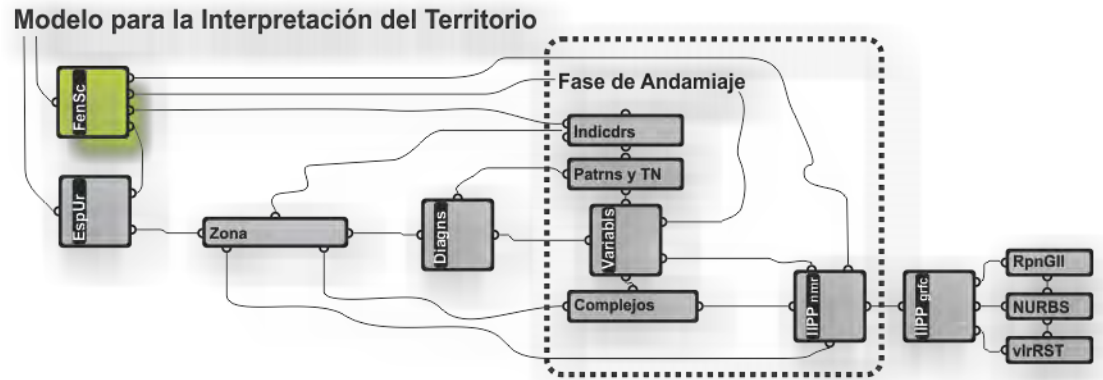 Modelo para la Interpretación del Territorio
FenSc
Fase de Andamiaje
Indicdrs
Patrns y TN
EspUr
Zona
Diagns
Variabls
Complejos
IIPP nmr
IIPP grfc
RpnGII
NURBS
vlrRST